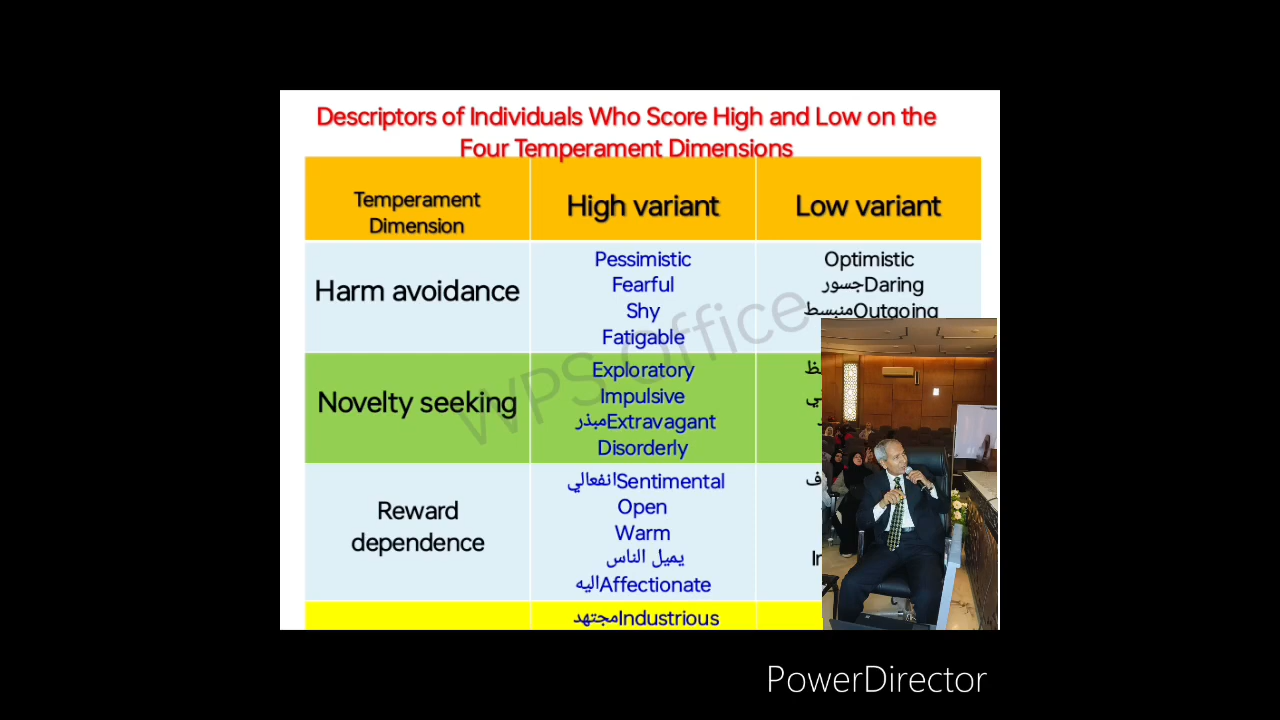 Descriptors of Individuals Who Score High and Low on the
Four Temperament Dimensions
Temperament
Dimension
High variant
Low variant
Harm avoidance
Pessimistic
Fearful
Shy
Fatigable
Optimistic
جسورDaring
منبسطOutgoing
Novelty seeking
Exploratory
Impulsive
مبذرExtravagant
Disorderly
Reward
dependence
انفعاليSentimental
Open
Warm
يميل الناس
اليهAffectionate
مجتهدIndustrious
WPS Office
PowerDirector